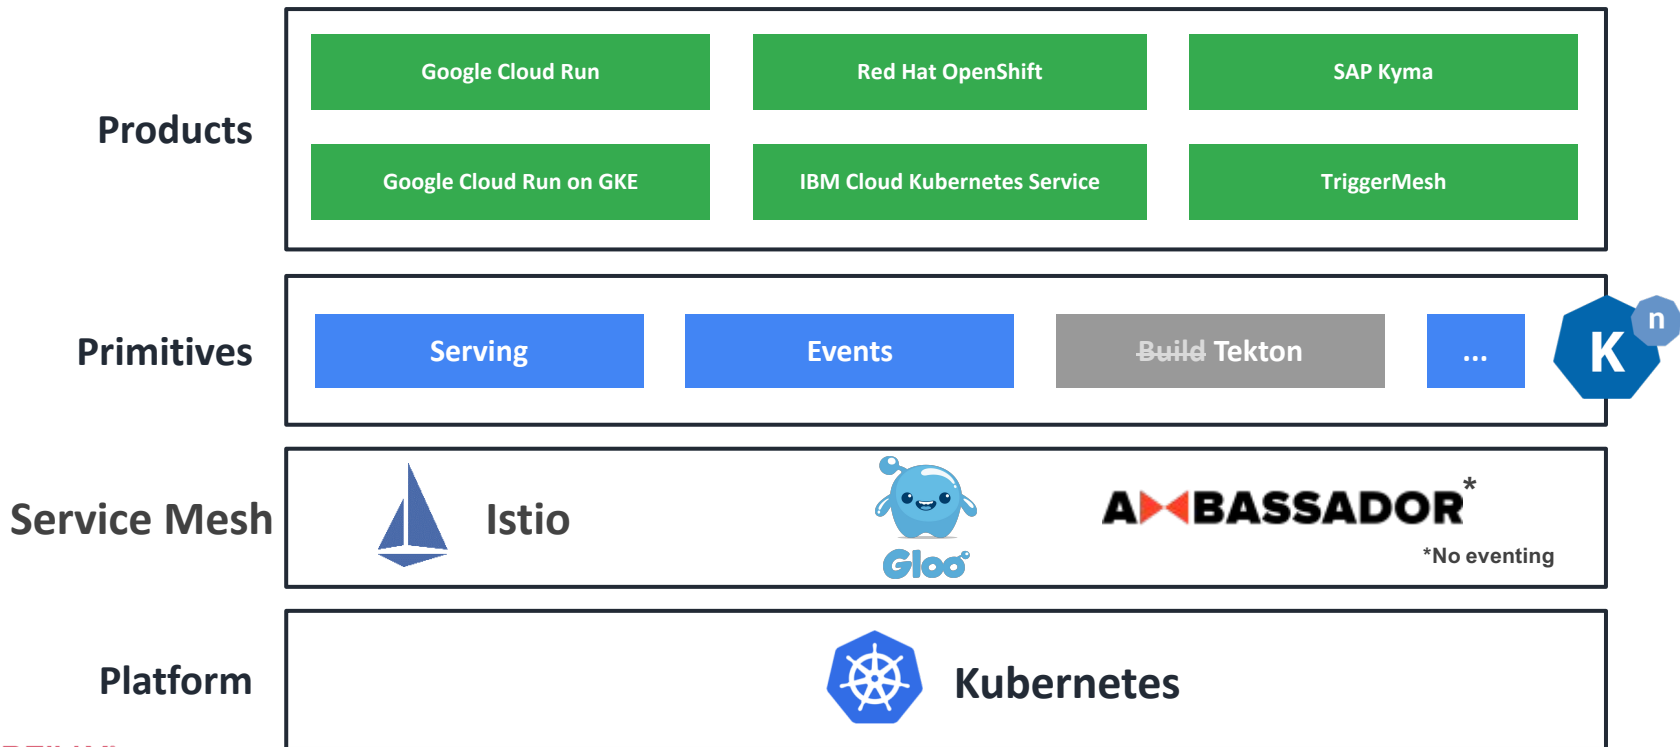 Products
Google Cloud Run
Red Hat OpenShift
SAP Kyma
Google Cloud Run on GKE
IBM Cloud Kubernetes Service
TriggerMesh
Primitives
Serving
Events
Build Tekton
...
K
n
Service Mesh
Istio
Gloo
AMBASSADOR*
*No eventing
Platform
Kubernetes